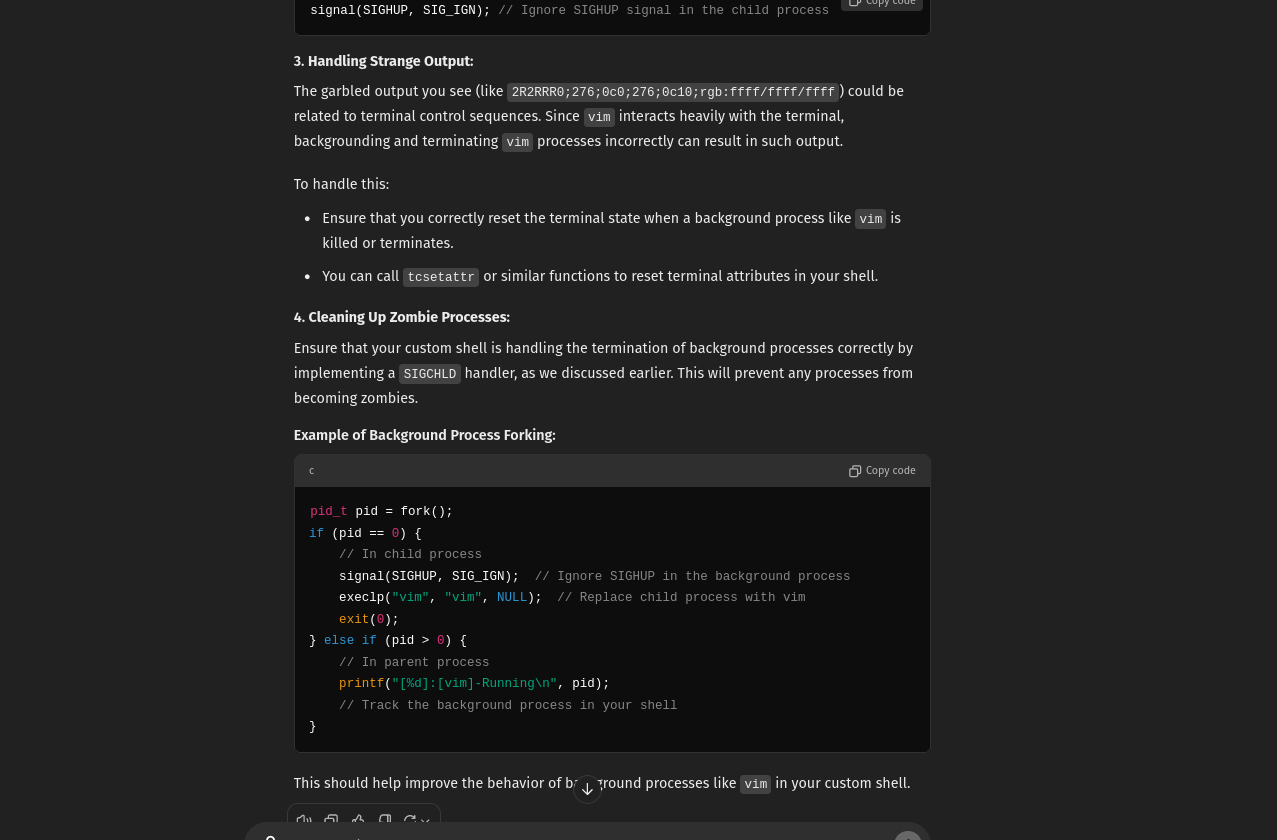 Copy code
signal(SIGHUP, SIG_IGN); // Ignore SIGHUP signal in the child process
3. Handling Strange Output:
The garbled output you see (like 2R2RRR0;276;0c0;276;0c10;rgb:ffff/ffff/ffff) could be
related to terminal control sequences. Since vim interacts heavily with the terminal,
backgrounding and terminating vim processes incorrectly can result in such output.
To handle this:
• Ensure that you correctly reset the terminal state when a background process like vim is
killed or terminates.
• You can call tcsetattr or similar functions to reset terminal attributes in your shell.
4. Cleaning Up Zombie Processes:
Ensure that your custom shell is handling the termination of background processes correctly by
implementing a SIGCHLD handler, as we discussed earlier. This will prevent any processes from
becoming zombies.
Example of Background Process Forking:
c Copy code
pid_t pid = fork();
if (pid == 0) {
    // In child process
    signal(SIGHUP, SIG_IGN);  // Ignore SIGHUP in the background process
    execlp("vim", "vim", NULL);  // Replace child process with vim
    exit(0);
} else if (pid > 0) {
    // In parent process
    printf("[%d]:[vim]-Running\n", pid);
    // Track the background process in your shell
}
This should help improve the behavior of background processes like vim in your custom shell.